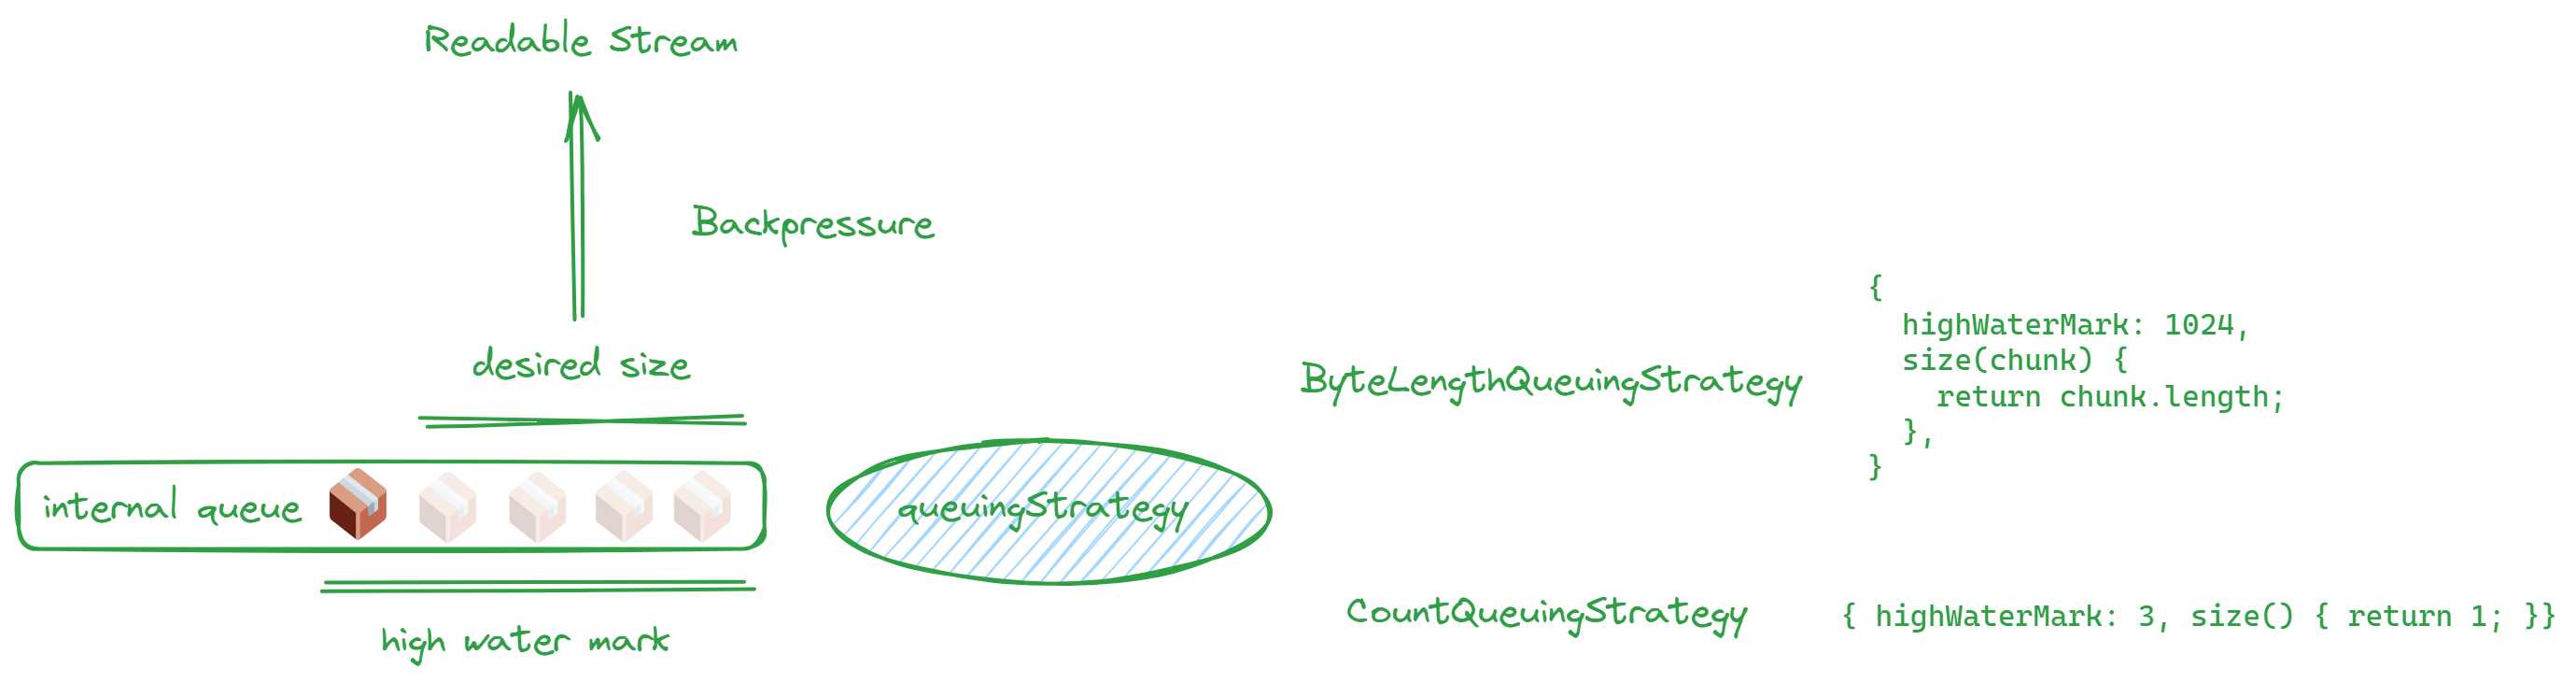 Readable Stream
Backpressure
desired size
internal queue
high water mark
queuingStrategy
ByteLengthQueuingStrategy
{
  highWaterMark: 1024,
  size(chunk) {
    return chunk.length;
  },
}
CountQueuingStrategy
{ highWaterMark: 3, size() { return 1; }}